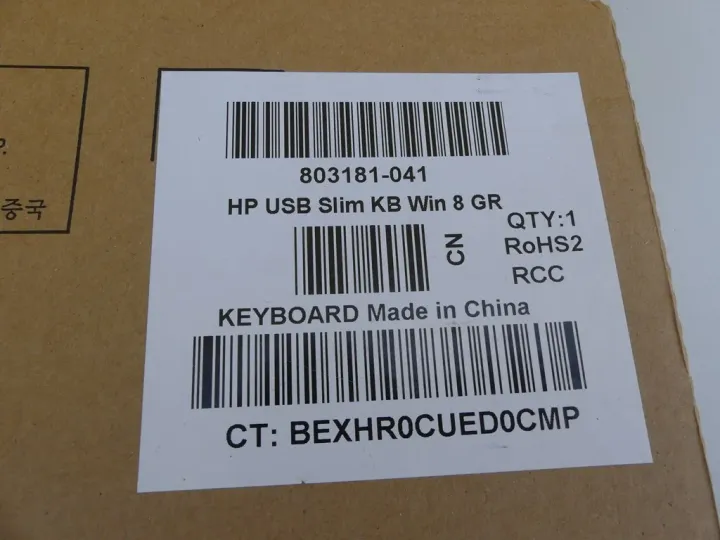 P.
중국
803181-041
HP USB Slim KB Win 8 GR
QTY:1
CN
RoHS2
RCC
KEYBOARD Made in China
CT: BEXHR0CUED0CMP